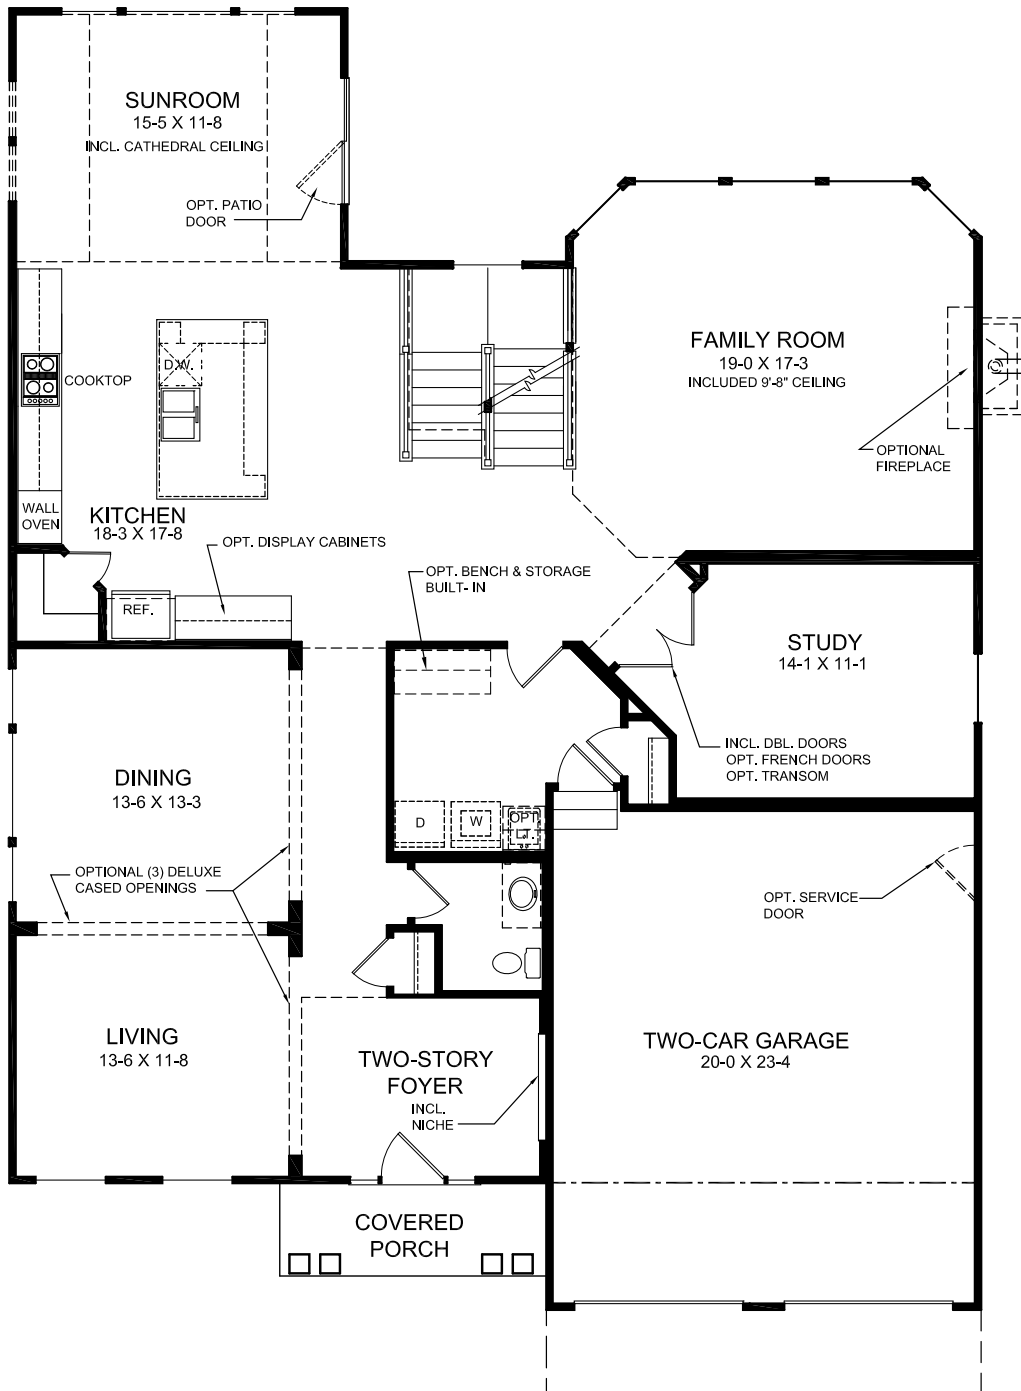 SUNROOM
15-5 X 11-8
INCL. CATHEDRAL CEILING
OPT. PATIO
DOOR
FAMILY ROOM
19-0 X 17-3
INCLUDED 9'-8" CEILING
OPTIONAL
FIREPLACE
D.W.
COOKTOP
WALL
OVEN
KITCHEN
18-3 X 17-8
OPT. DISPLAY CABINETS
REF.
OPT. BENCH & STORAGE
BUILT- IN
STUDY
14-1 X 11-1
INCL. DBL. DOORS
OPT. FRENCH DOORS
OPT. TRANSOM
DINING
13-6 X 13-3
D
W
OPT.
L.T.
OPTIONAL (3) DELUXE
CASED OPENINGS
OPT. SERVICE
DOOR
LIVING
13-6 X 11-8
TWO-STORY
FOYER
INCL.
NICHE
TWO-CAR GARAGE
20-0 X 23-4
COVERED
PORCH